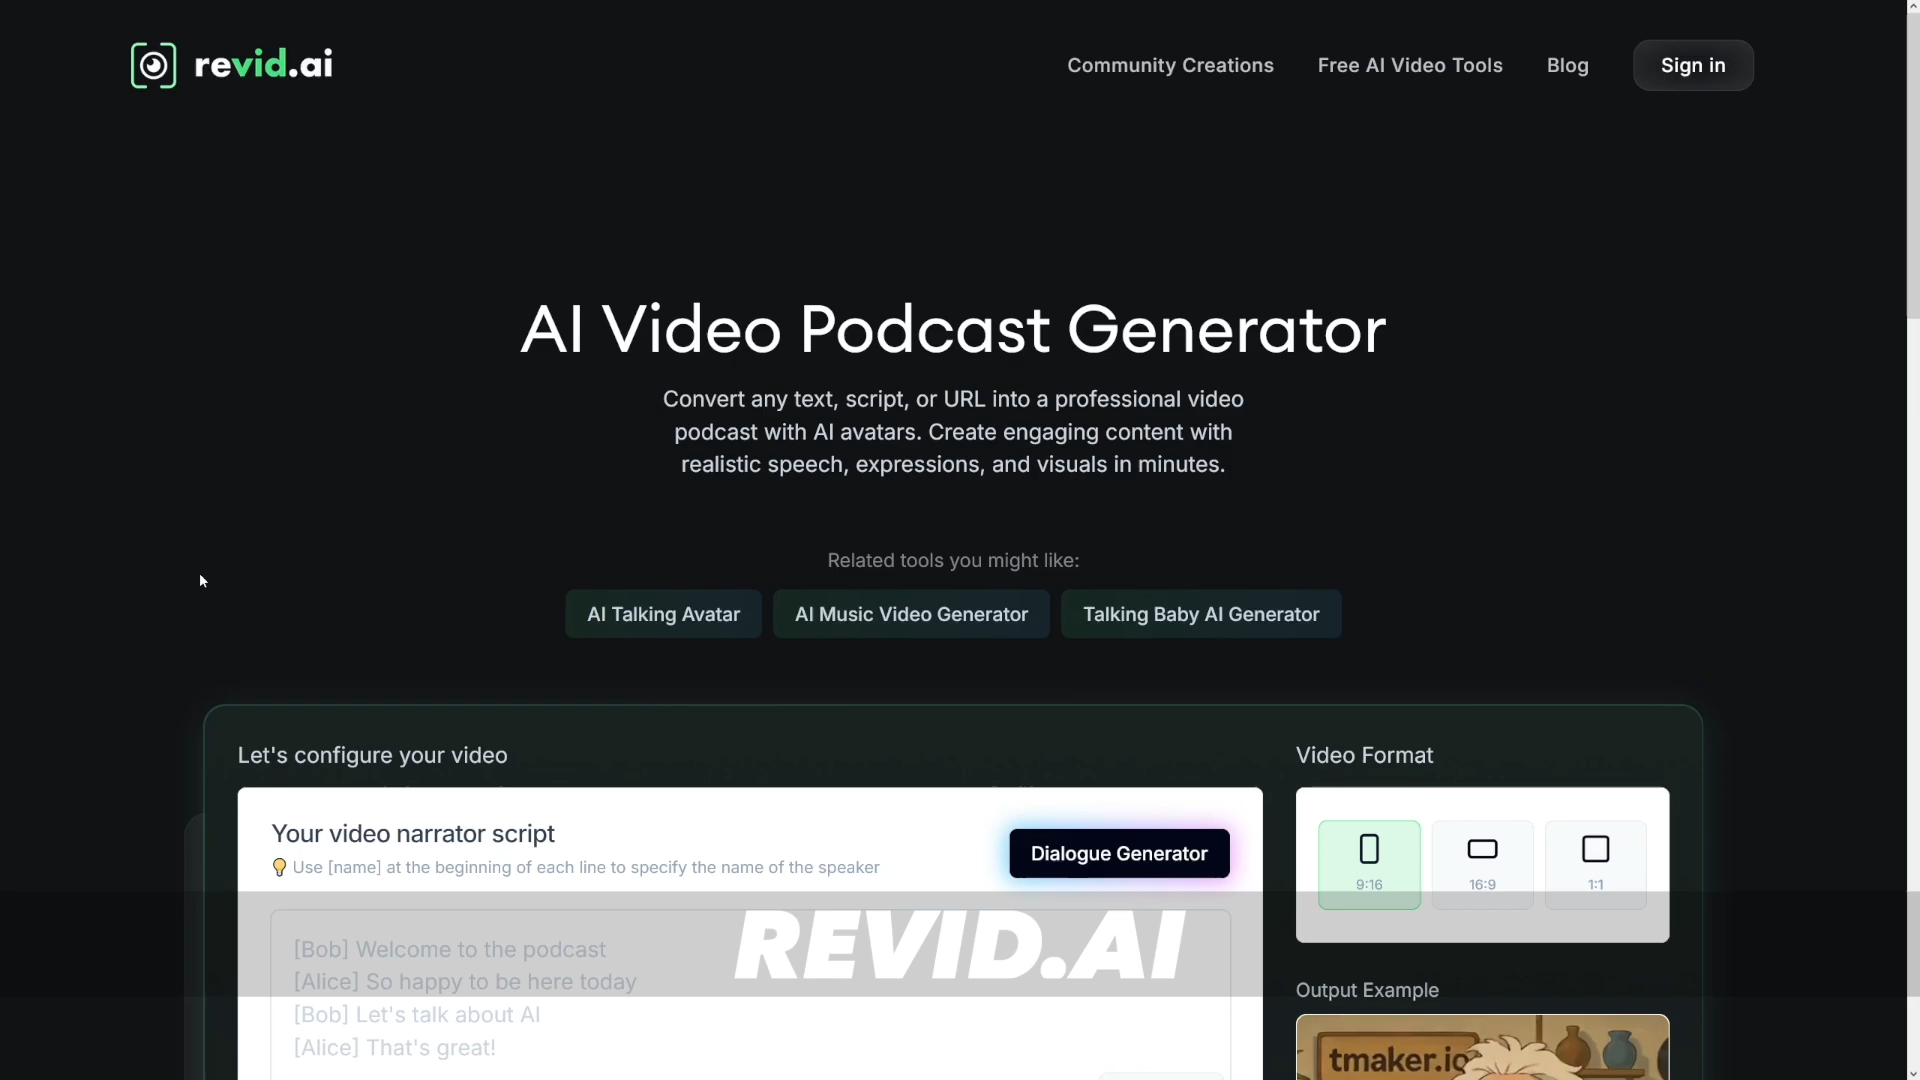 revid.ai
Community Creations
Free AI Video Tools
Blog
Sign in
AI Video Podcast Generator
Convert any text, script, or URL into a professional video
podcast with AI avatars. Create engaging content with
realistic speech, expressions, and visuals in minutes.
Related tools you might like:
AI Talking Avatar
AI Music Video Generator
Talking Baby AI Generator
Let's configure your video
Your video narrator script
Use [name] at the beginning of each line to specify the name of the speaker
Dialogue Generator
[Bob] Welcome to the podcast
[Alice] So happy to be here today
[Bob] Let's talk about AI
[Alice] That's great!
REVID.AI
Video Format
9:16
16:9
1:1
Output Example
tmaker.io